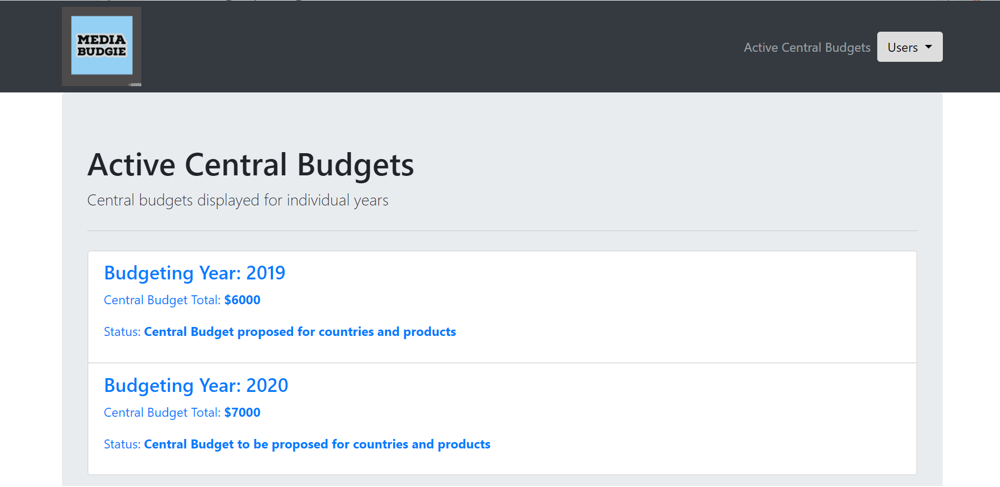 MEDIA
BUDGIE
Active Central Budgets
Users
Active Central Budgets
Central budgets displayed for individual years
Budgeting Year: 2019
Central Budget Total: $6000
Status: Central Budget proposed for countries and products
Budgeting Year: 2020
Central Budget Total: $7000
Status: Central Budget to be proposed for countries and products